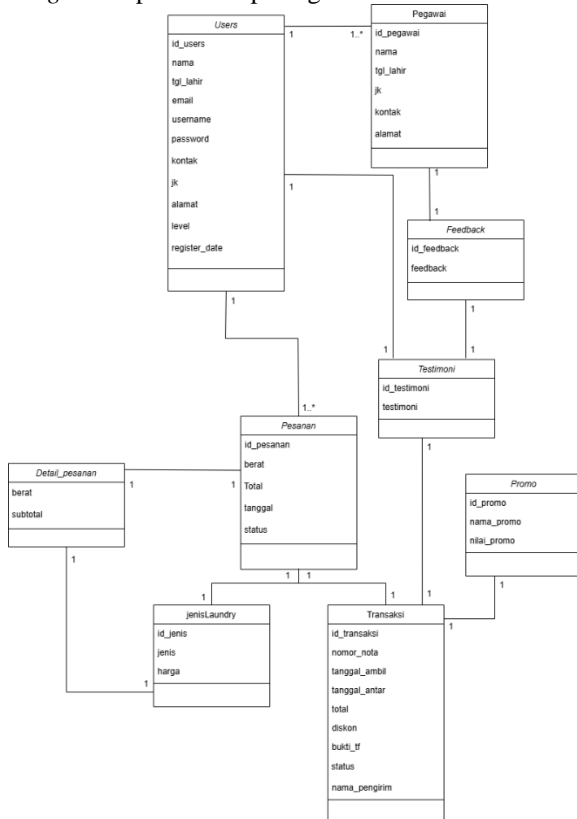 Users
id_users
nama
tgl_lahir
email
username
password
kontak
jk
alamat
level
register_date
1
1..*
1
1
Pegawai
id_pegawai
nama
tgl_lahir
jk
kontak
alamat
1
1
Feedback
id_feedback
feedback
1
1
1
Testimoni
id_testimoni
testimoni
1
1..*
Pesanan
id_pesanan
berat
Total
tanggal
status
1
1
1
1
Detail_pesanan
berat
subtotal
1
Promo
id_promo
nama_promo
nilai_promo
1
1
jenisLaundry
id_jenis
jenis
harga
1
1
1
1
Transaksi
id_transaksi
nomor_nota
tanggal_ambil
tanggal_antar
total
diskon
bukti_tf
status
nama_pengirim